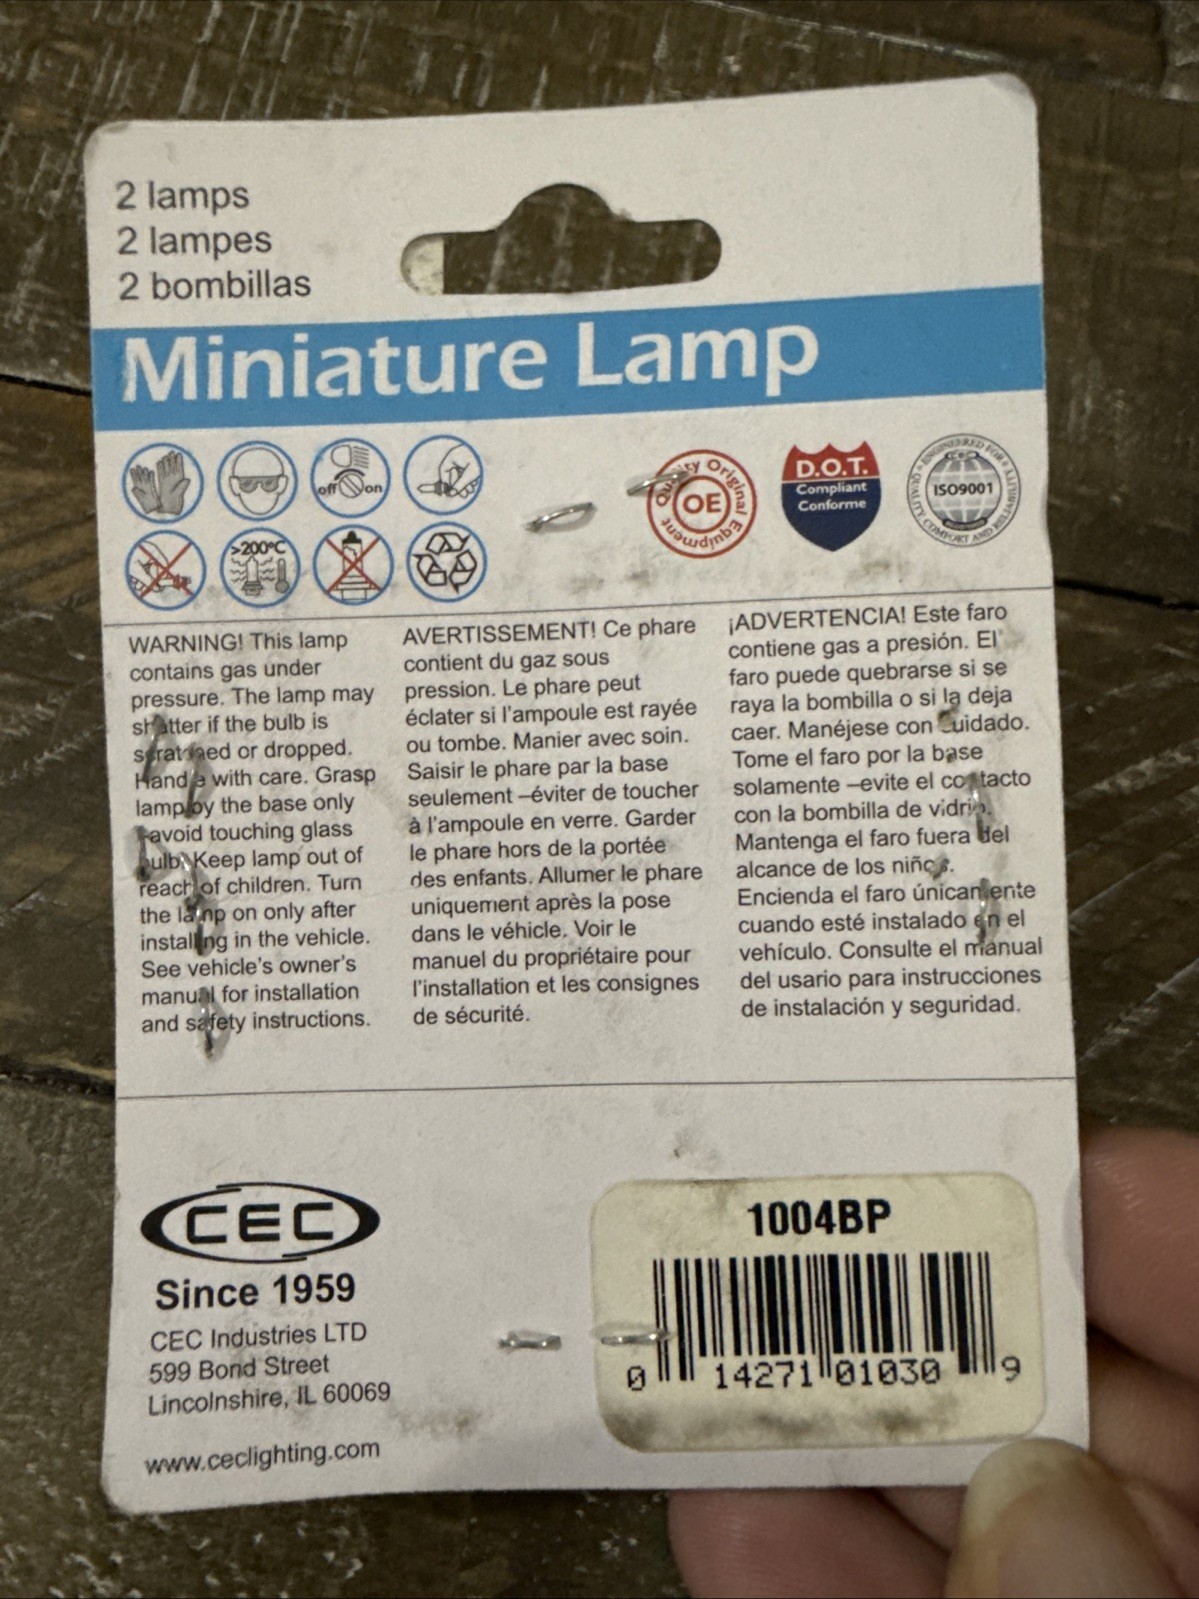 2 lamps
2 lampes
2 bombillas
Miniature Lamp
off on
>200°C
Quality Original Equipment
OE
D.O.T.
Compliant
Conforme
ENGINEERED FOR
CEC
ISO9001
QUALITY, COMFORT AND RELIABILITY
WARNING! This lamp
contains gas under
pressure. The lamp may
shatter if the bulb is
scratched or dropped.
Handle with care. Grasp
lamp by the base only
–avoid touching glass
bulb. Keep lamp out of
reach of children. Turn
the lamp on only after
installing in the vehicle.
See vehicle's owner's
manual for installation
and safety instructions.
AVERTISSEMENT! Ce phare
contient du gaz sous
pression. Le phare peut
éclater si l'ampoule est rayée
ou tombe. Manier avec soin.
Saisir le phare par la base
seulement –éviter de toucher
à l'ampoule en verre. Garder
le phare hors de la portée
des enfants. Allumer le phare
uniquement après la pose
dans le véhicle. Voir le
manuel du propriétaire pour
l'installation et les consignes
de sécurité.
¡ADVERTENCIA! Este faro
contiene gas a presión. El
faro puede quebrarse si se
raya la bombilla o si la deja
caer. Manéjese con cuidado.
Tome el faro por la base
solamente –evite el contacto
con la bombilla de vidrio.
Mantenga el faro fuera del
alcance de los niños.
Encienda el faro únicamente
cuando esté instalado en el
vehículo. Consulte el manual
del usario para instrucciones
de instalación y seguridad.
CEC
Since 1959
CEC Industries LTD
599 Bond Street
Lincolnshire, IL 60069
www.ceclighting.com
1004BP
0 14271 01030 9